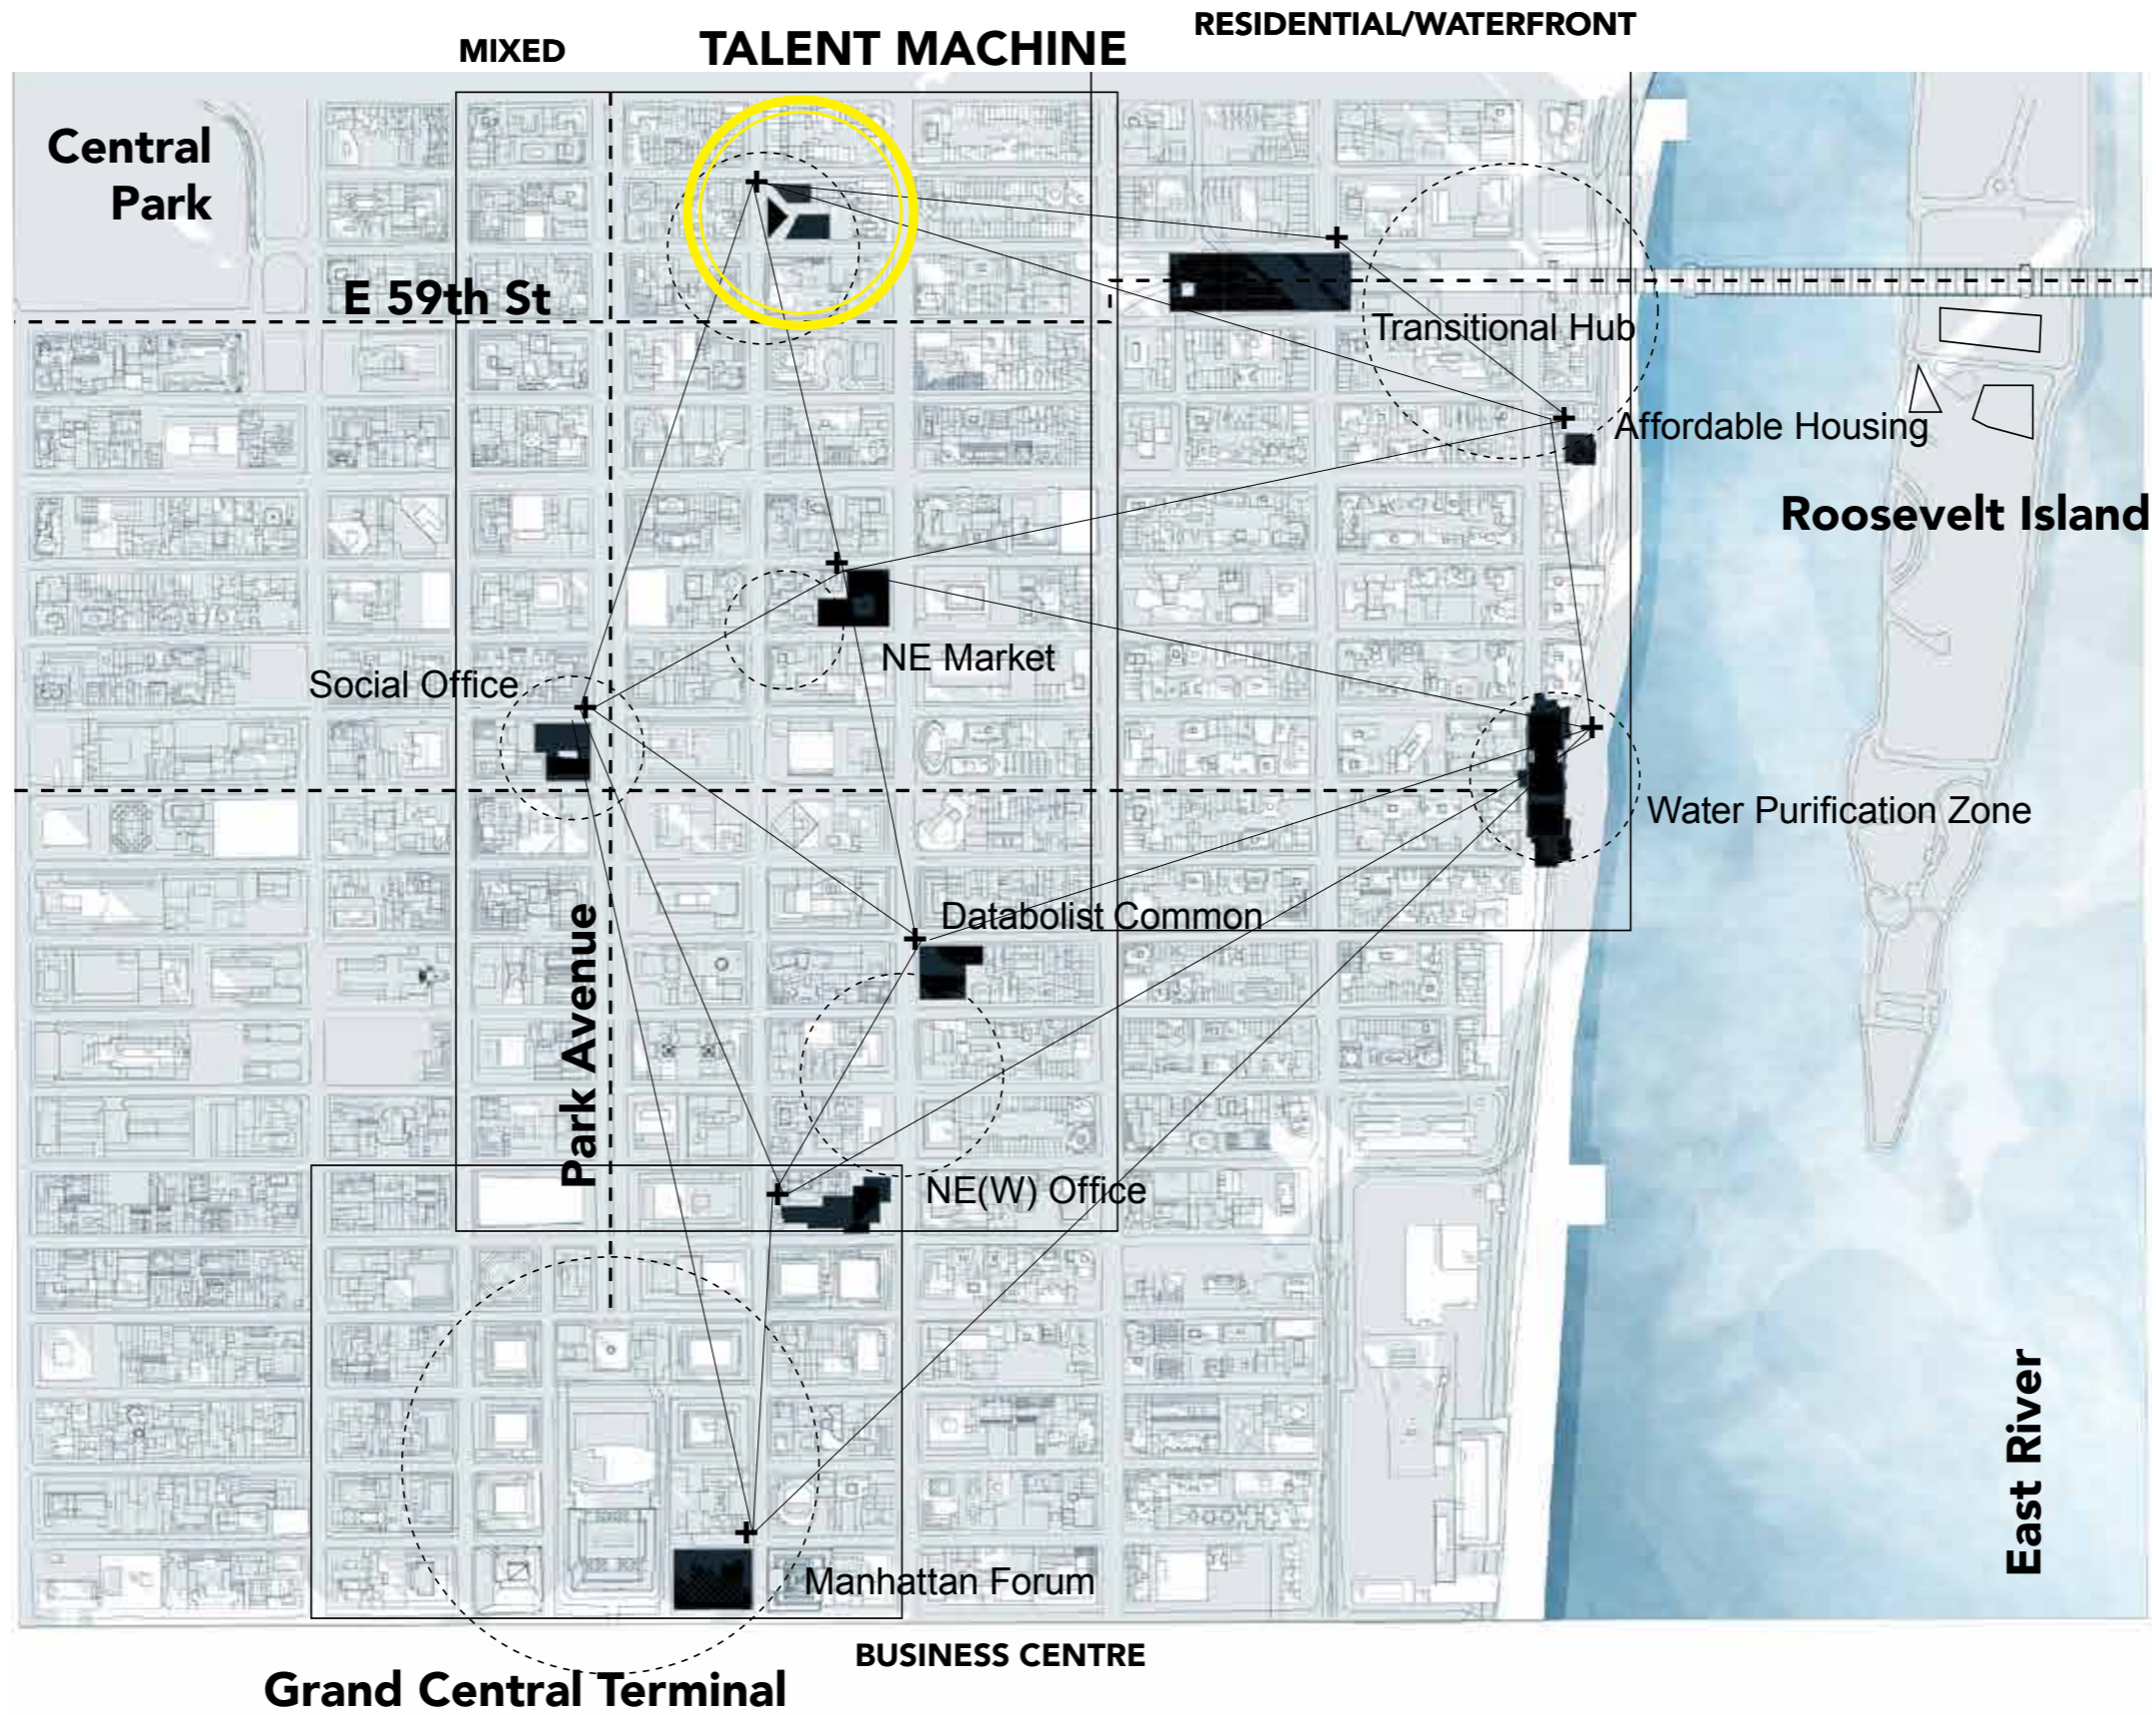 RESIDENTIAL/WATERFRONT
MIXED
TALENT MACHINE
Central
Park
E 59th St
Transitional Hub
Affordable Housing
Roosevelt Island
NE Market
Social Office
Water Purification Zone
Databolist Common
Park Avenue
NE(W) Office
East River
Manhattan Forum
BUSINESS CENTRE
Grand Central Terminal